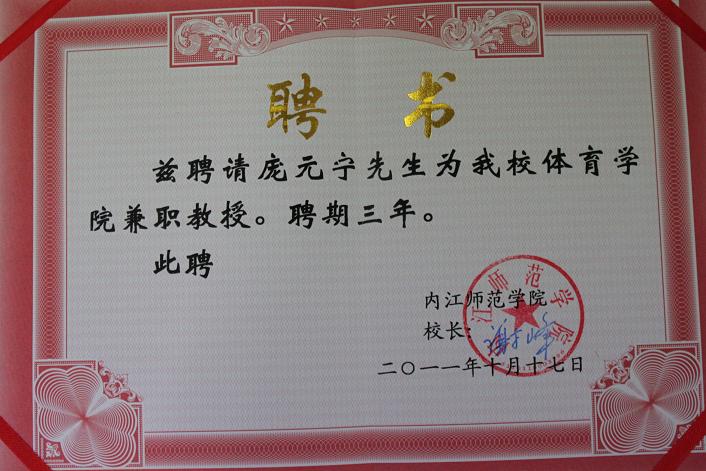 聘书
兹聘请庞元宁先生为我校体育学
院兼职教授。聘期三年。
此聘
内江师范学院
校长:
二〇一一年十月十七日